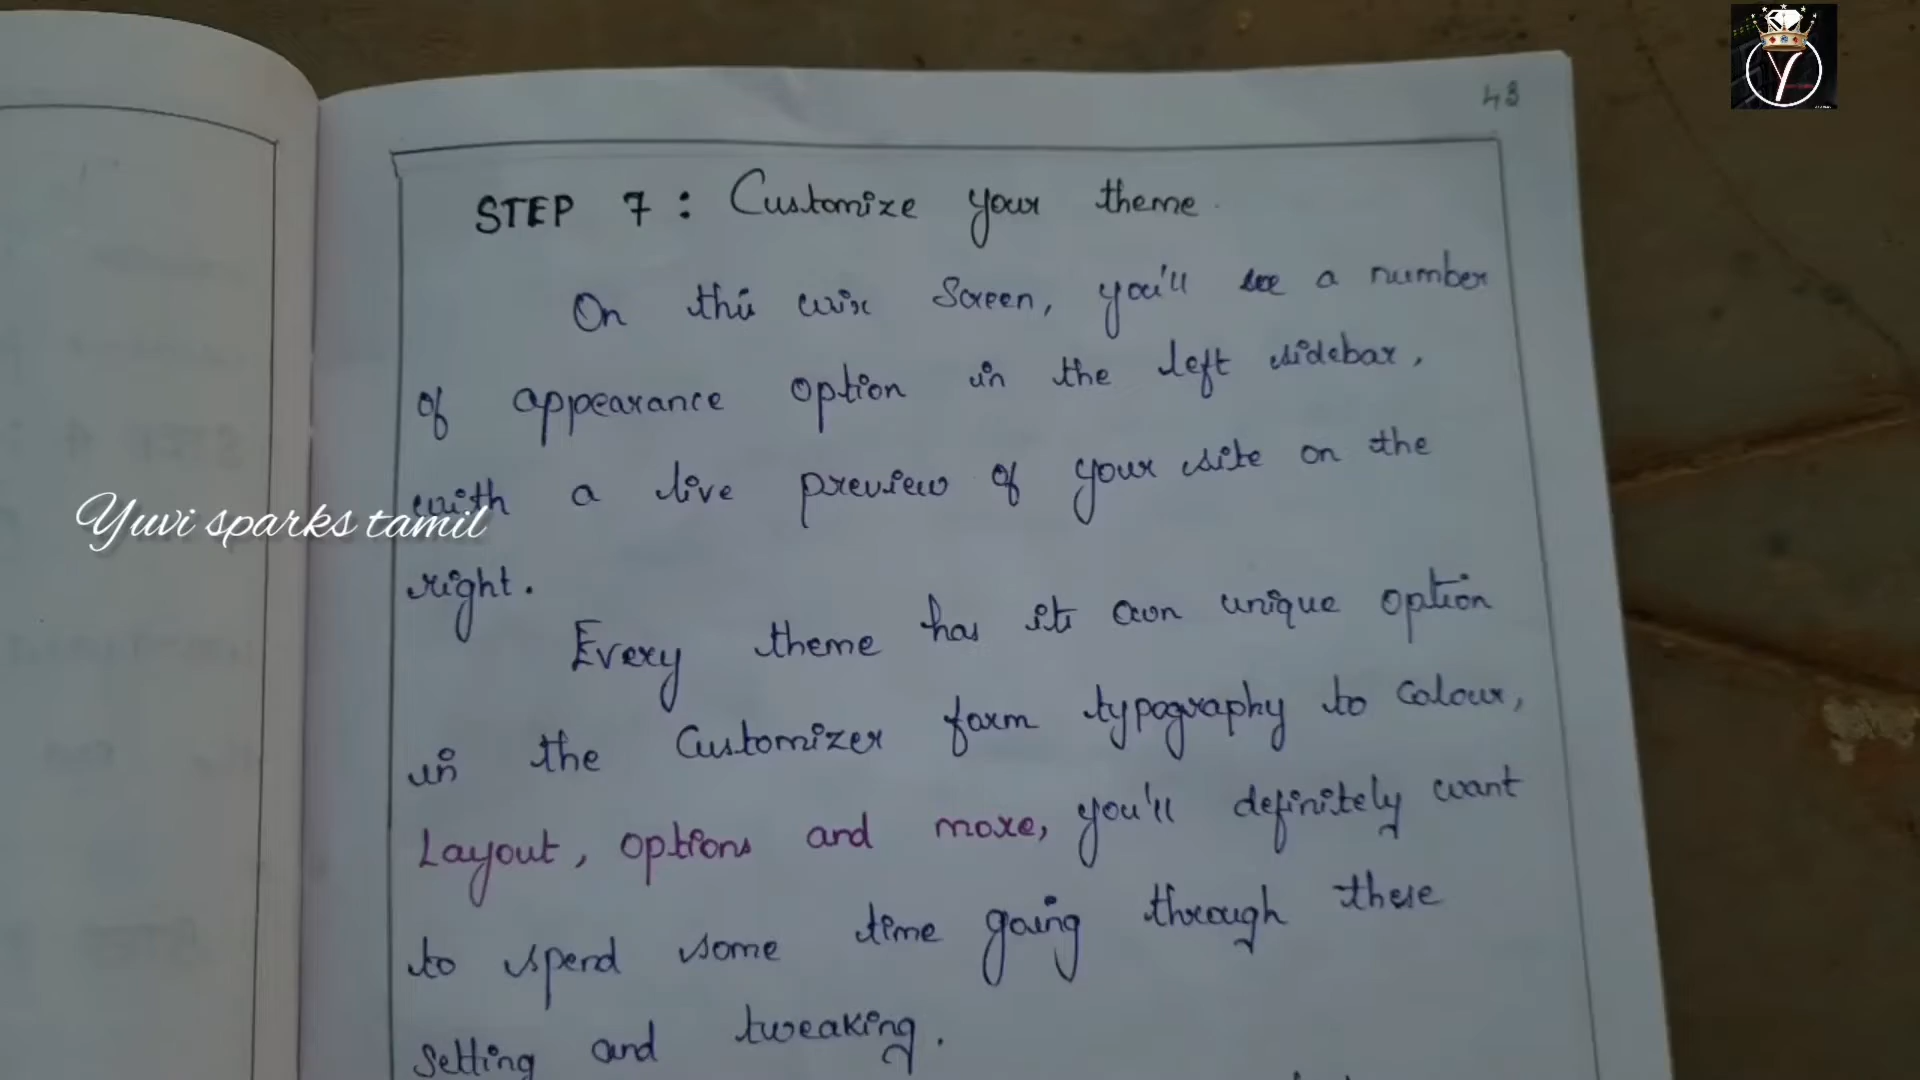 43
STEP 7 : Customize your theme.
On this wix Screen, you'll see a number
of appearance option in the left sidebar,
with a live preview of your site on the
Yuvi sparks tamil
right.
Every theme has its own unique option
in the Customizer form typography to Colour,
Layout, options and more, you'll definitely want
to spend some time going through these
Setting and tweaking.